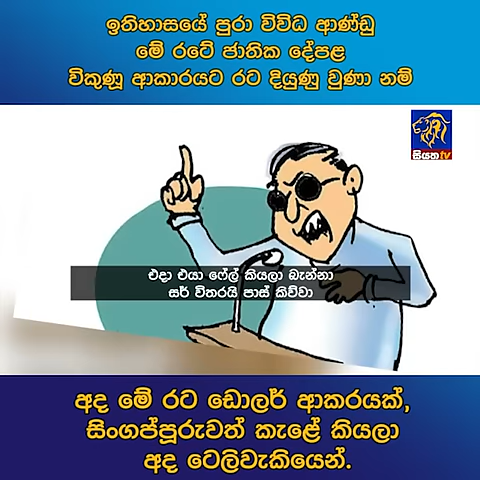 ඉතිහාසයේ පුරා විවිධ ආණ්ඩු
මේ රටේ ජාතික දේපළ
විකුණූ ආකාරයට රට දියුණු වුණා නම්
සියත tv
එදා එයා ෆේල් කියලා බැන්නා
සර් විතරයි පාස් කිව්වා
අද මේ රට ඩොලර් ආකරයක්,
සිංගප්පූරුවත් කැළේ කියලා
අද ටෙලිවැකියෙන්.